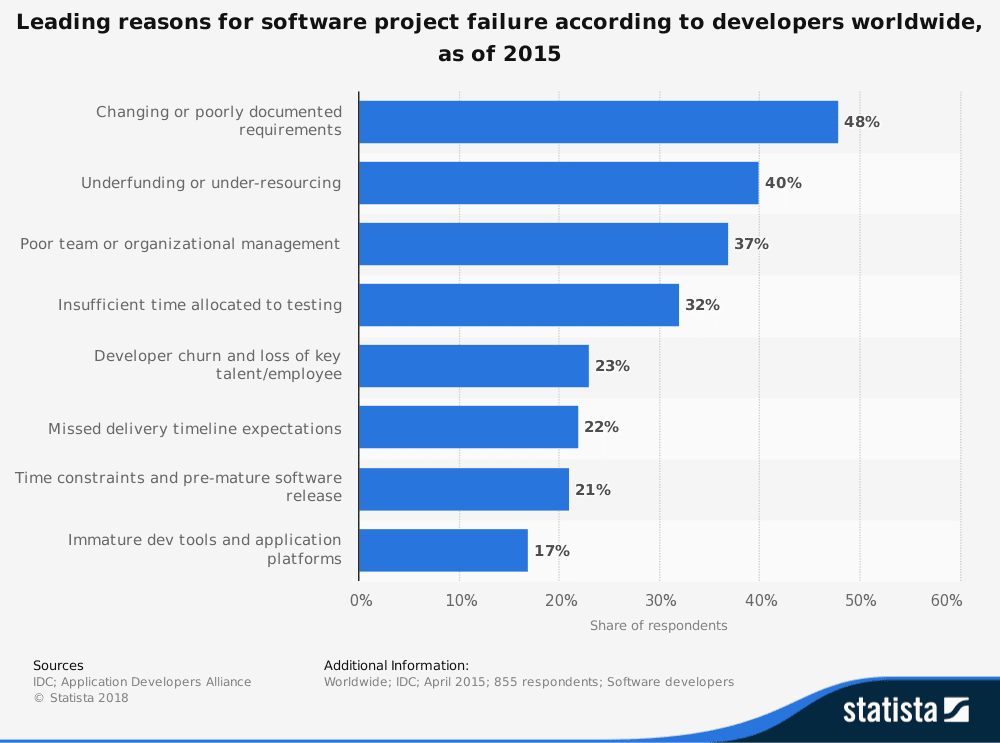 Leading reasons for software project failure according to developers worldwide,
as of 2015
Changing or poorly documented
requirements
48%
Underfunding or under-resourcing
40%
Poor team or organizational management
37%
Insufficient time allocated to testing
32%
Developer churn and loss of key
talent/employee
23%
Missed delivery timeline expectations
22%
Time constraints and pre-mature software
release
21%
Immature dev tools and application
platforms
17%
0% 10% 20% 30% 40% 50% 60%
Share of respondents
Sources
IDC; Application Developers Alliance
© Statista 2018
Additional Information:
Worldwide; IDC; April 2015; 855 respondents; Software developers
statista